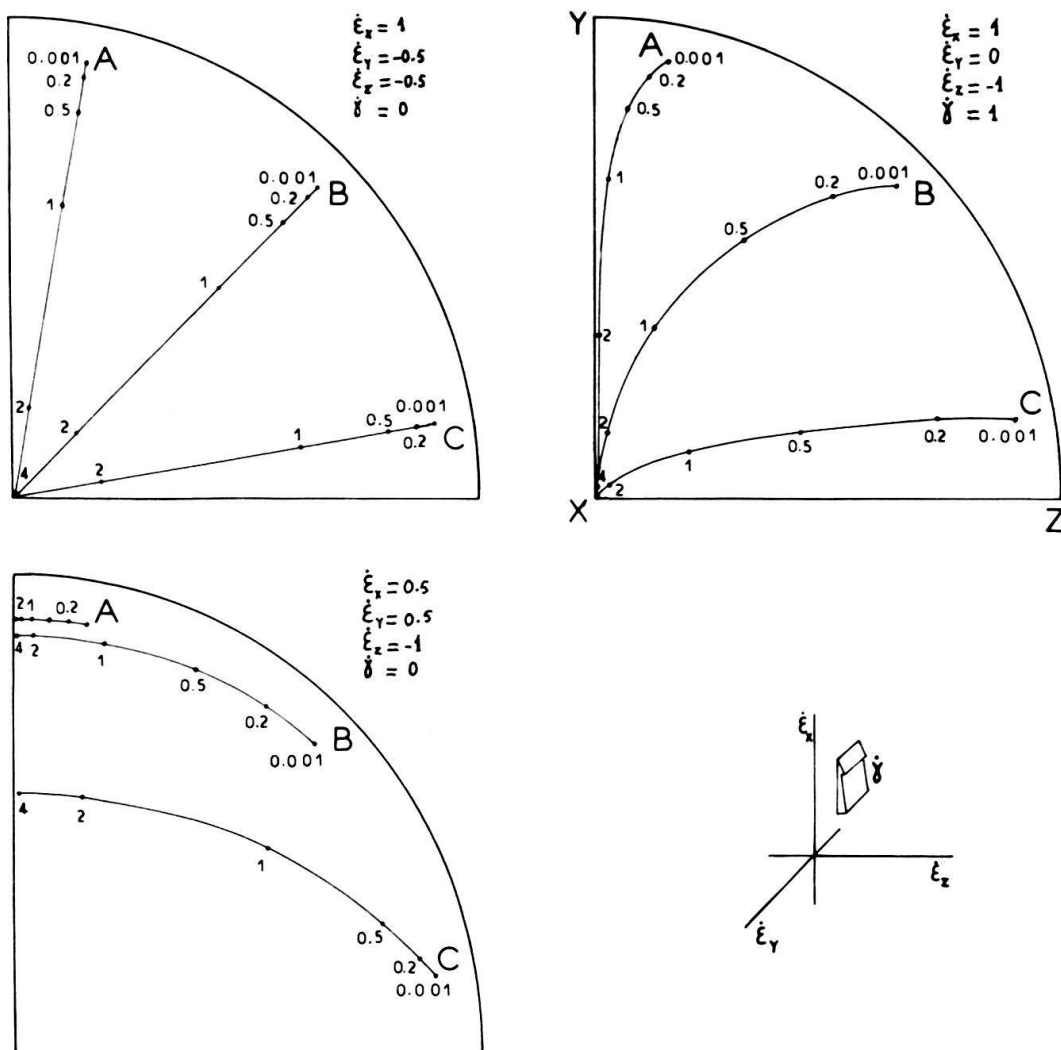 ε̇x = 1
ε̇Y = -0.5
ε̇z = -0.5
γ̇ = 0
0.001 A
0.2
0.5
1
2
0.001
0.2 B
0.5
1
2
0.001
0.5 C
0.2
1
2
4
Y
ε̇x = 1
ε̇Y = 0
ε̇z = -1
γ̇ = 1
A 0.001
0.2
0.5
1
2
0.2 0.001
B
0.5
1
2
C
0.001
0.2
0.5
1
4
2
X Z
ε̇x = 0.5
ε̇Y = 0.5
ε̇z = -1
γ̇ = 0
2 1 0.2 A
4 2 1
0.5
0.2
B
0.001
4 2
1
0.5
0.2 C
0.001
ε̇x
γ̇
ε̇z
ε̇Y